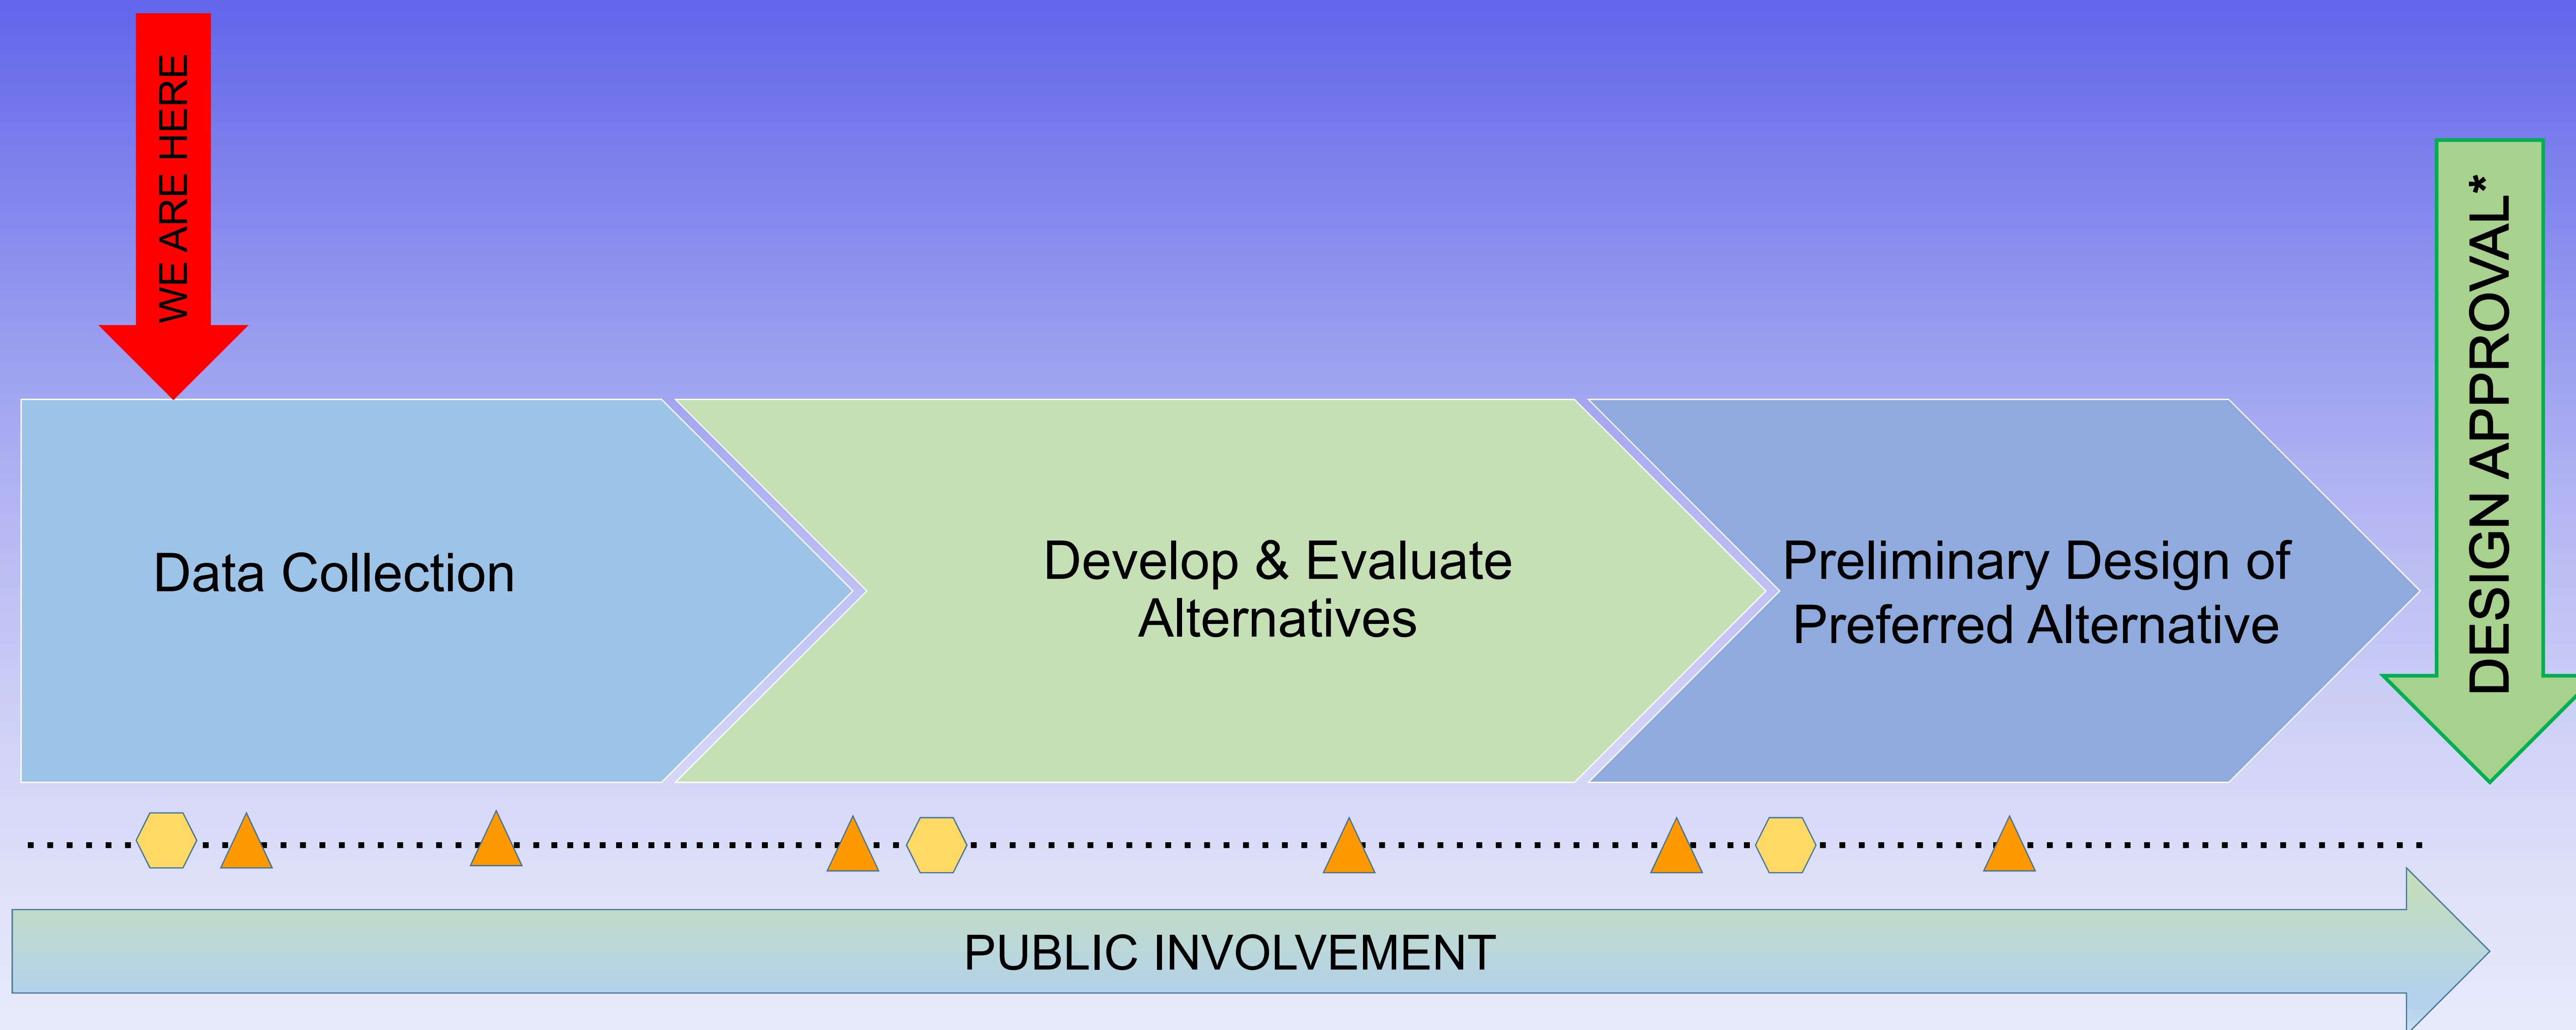 WE ARE HERE
DESIGN APPROVAL*
Data Collection
Develop & Evaluate
Alternatives
Preliminary Design of
Preferred Alternative
PUBLIC INVOLVEMENT